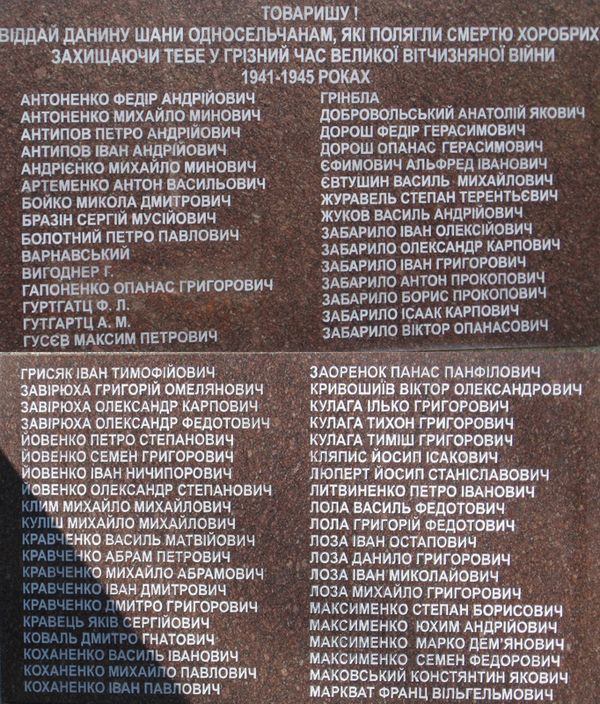 ТОВАРИШУ !
ВІДДАЙ ДАНИНУ ШАНИ ОДНОСЕЛЬЧАНАМ, ЯКІ ПОЛЯГЛИ СМЕРТЮ ХОРОБРИХ
ЗАХИЩАЮЧИ ТЕБЕ У ГРІЗНИЙ ЧАС ВЕЛИКОЇ ВІТЧИЗНЯНОЇ ВІЙНИ
1941-1945 РОКАХ
АНТОНЕНКО ФЕДІР АНДРІЙОВИЧ
АНТОНЕНКО МИХАЙЛО МИНОВИЧ
АНТИПОВ ПЕТРО АНДРІЙОВИЧ
АНТИПОВ ІВАН АНДРІЙОВИЧ
АНДРІЄНКО МИХАЙЛО МИНОВИЧ
АРТЕМЕНКО АНТОН ВАСИЛЬОВИЧ
БОЙКО МИКОЛА ДМИТРОВИЧ
БРАЗІН СЕРГІЙ МУСІЙОВИЧ
БОЛОТНИЙ ПЕТРО ПАВЛОВИЧ
ВАРНАВСЬКИЙ
ВИГОДНЕР Г.
ГАПОНЕНКО ОПАНАС ГРИГОРОВИЧ
ГУРТГАТЦ Ф. Л.
ГУТГАРТЦ А. М.
ГУСЄВ МАКСИМ ПЕТРОВИЧ
ГРІНБЛА
ДОБРОВОЛЬСЬКИЙ АНАТОЛІЙ ЯКОВИЧ
ДОРОШ ФЕДІР ГЕРАСИМОВИЧ
ДОРОШ ОПАНАС ГЕРАСИМОВИЧ
ЄФИМОВИЧ АЛЬФРЕД ІВАНОВИЧ
ЄВТУШИН ВАСИЛЬ МИХАЙЛОВИЧ
ЖУРАВЕЛЬ СТЕПАН ТЕРЕНТЬЄВИЧ
ЖУКОВ ВАСИЛЬ АНДРІЙОВИЧ
ЗАБАРИЛО ІВАН ОЛЕКСІЙОВИЧ
ЗАБАРИЛО ОЛЕКСАНДР КАРПОВИЧ
ЗАБАРИЛО ІВАН ГРИГОРОВИЧ
ЗАБАРИЛО АНТОН ПРОКОПОВИЧ
ЗАБАРИЛО БОРИС ПРОКОПОВИЧ
ЗАБАРИЛО ІСААК КАРПОВИЧ
ЗАБАРИЛО ВІКТОР ОПАНАСОВИЧ
ГРИСЯК ІВАН ТИМОФІЙОВИЧ
ЗАВІРЮХА ГРИГОРІЙ ОМЕЛЯНОВИЧ
ЗАВІРЮХА ОЛЕКСАНДР КАРПОВИЧ
ЗАВІРЮХА ОЛЕКСАНДР ФЕДОТОВИЧ
ЙОВЕНКО ПЕТРО СТЕПАНОВИЧ
ЙОВЕНКО СЕМЕН ГРИГОРОВИЧ
ЙОВЕНКО ІВАН НИЧИПОРОВИЧ
ЙОВЕНКО ОЛЕКСАНДР СТЕПАНОВИЧ
КЛИМ МИХАЙЛО МИХАЙЛОВИЧ
КУЛІШ МИХАЙЛО МИХАЙЛОВИЧ
КРАВЧЕНКО ВАСИЛЬ МАТВІЙОВИЧ
КРАВЧЕНКО АБРАМ ПЕТРОВИЧ
КРАВЧЕНКО МИХАЙЛО АБРАМОВИЧ
КРАВЧЕНКО ІВАН ДМИТРОВИЧ
КРАВЧЕНКО ДМИТРО ГРИГОРОВИЧ
КРАВЕЦЬ ЯКІВ СЕРГІЙОВИЧ
КОВАЛЬ ДМИТРО ГНАТОВИЧ
КОХАНЕНКО ВАСИЛЬ ІВАНОВИЧ
КОХАНЕНКО МИХАЙЛО ПАВЛОВИЧ
КОХАНЕНКО ІВАН ПАВЛОВИЧ
ЗАОРЕНОК ПАНАС ПАНФІЛОВИЧ
КРИВОШИЇВ ВІКТОР ОЛЕКСАНДРОВИЧ
КУЛАГА ІЛЬКО ГРИГОРОВИЧ
КУЛАГА ТИХОН ГРИГОРОВИЧ
КУЛАГА ТИМІШ ГРИГОРОВИЧ
КЛЯПИС ЙОСИП ІСАКОВИЧ
ЛЮПЕРТ ЙОСИП СТАНІСЛАВОВИЧ
ЛИТВИНЕНКО ПЕТРО ІВАНОВИЧ
ЛОЛА ВАСИЛЬ ФЕДОТОВИЧ
ЛОЛА ГРИГОРІЙ ФЕДОТОВИЧ
ЛОЗА ІВАН ОСТАПОВИЧ
ЛОЗА ДАНИЛО ГРИГОРОВИЧ
ЛОЗА ІВАН МИКОЛАЙОВИЧ
ЛОЗА МИХАЙЛО ГРИГОРОВИЧ
МАКСИМЕНКО СТЕПАН БОРИСОВИЧ
МАКСИМЕНКО ЮХИМ АНДРІЙОВИЧ
МАКСИМЕНКО МАРКО ДЕМ'ЯНОВИЧ
МАКСИМЕНКО СЕМЕН ФЕДОРОВИЧ
МАКОВСЬКИЙ КОНСТЯНТИН ЯКОВИЧ
МАРКВАТ ФРАНЦ ВІЛЬГЕЛЬМОВИЧ